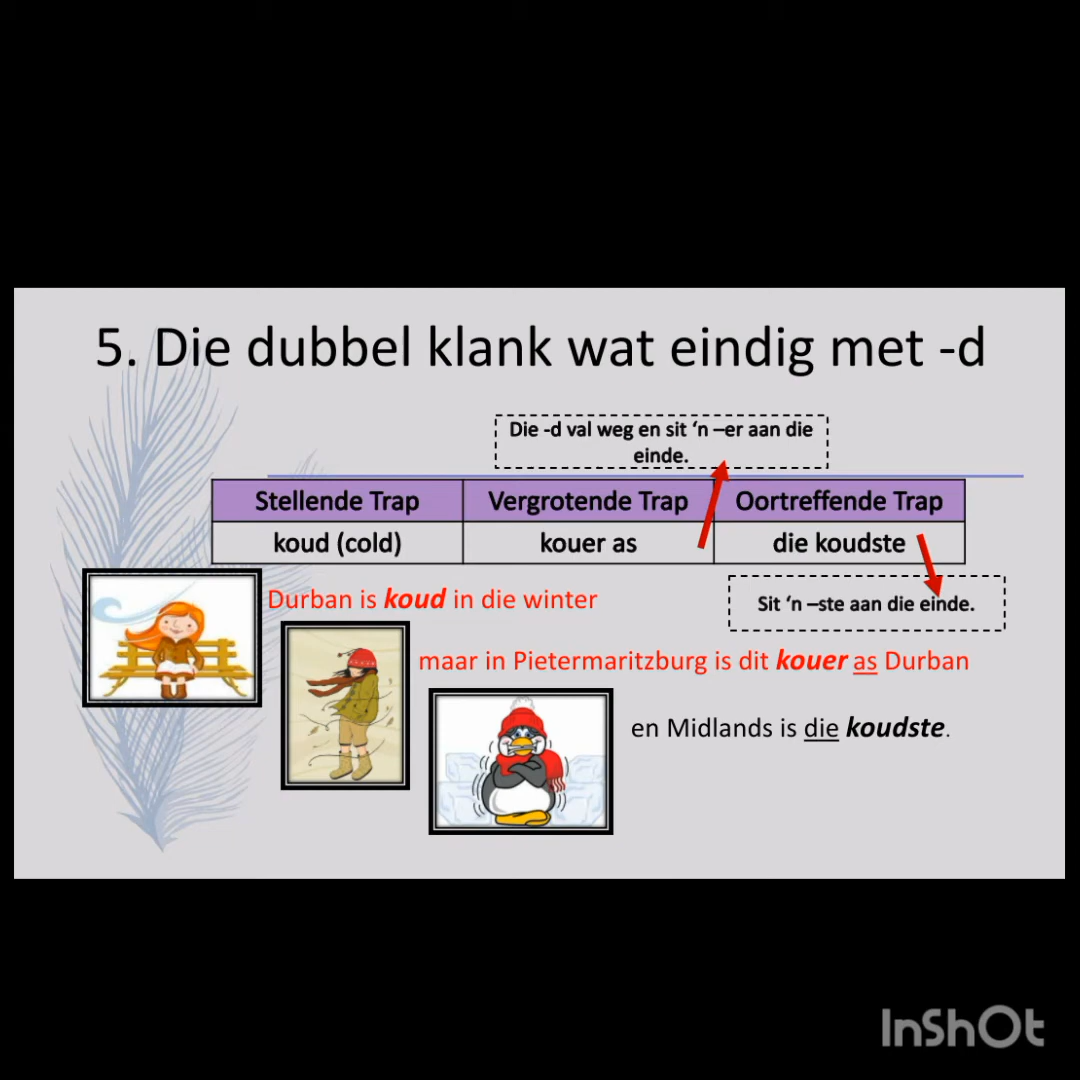 5. Die dubbel klank wat eindig met -d
Die -d val weg en sit ‘n –er aan die
einde.
Stellende Trap Vergrotende Trap Oortreffende Trap
koud (cold) kouer as die koudste
Sit ‘n –ste aan die einde.
Durban is koud in die winter
maar in Pietermaritzburg is dit kouer as Durban
en Midlands is die koudste.
InShOt